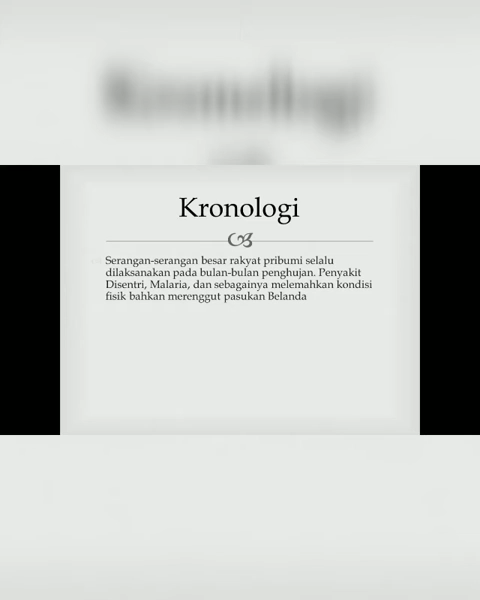 Kronologi
Serangan-serangan besar rakyat pribumi selalu
dilaksanakan pada bulan-bulan penghujan. Penyakit
Disentri, Malaria, dan sebagainya melemahkan kondisi
fisik bahkan merenggut pasukan Belanda